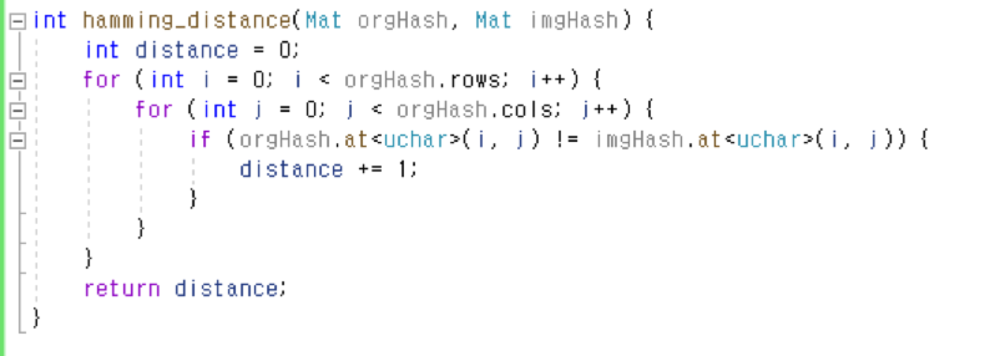 int hamming_distance(Mat orgHash, Mat imgHash) {
    int distance = 0;
    for (int i = 0; i < orgHash.rows; i++) {
        for (int j = 0; j < orgHash.cols; j++) {
            if (orgHash.at<uchar>(i, j) != imgHash.at<uchar>(i, j)) {
                distance += 1;
            }
        }
    }
    return distance;
}